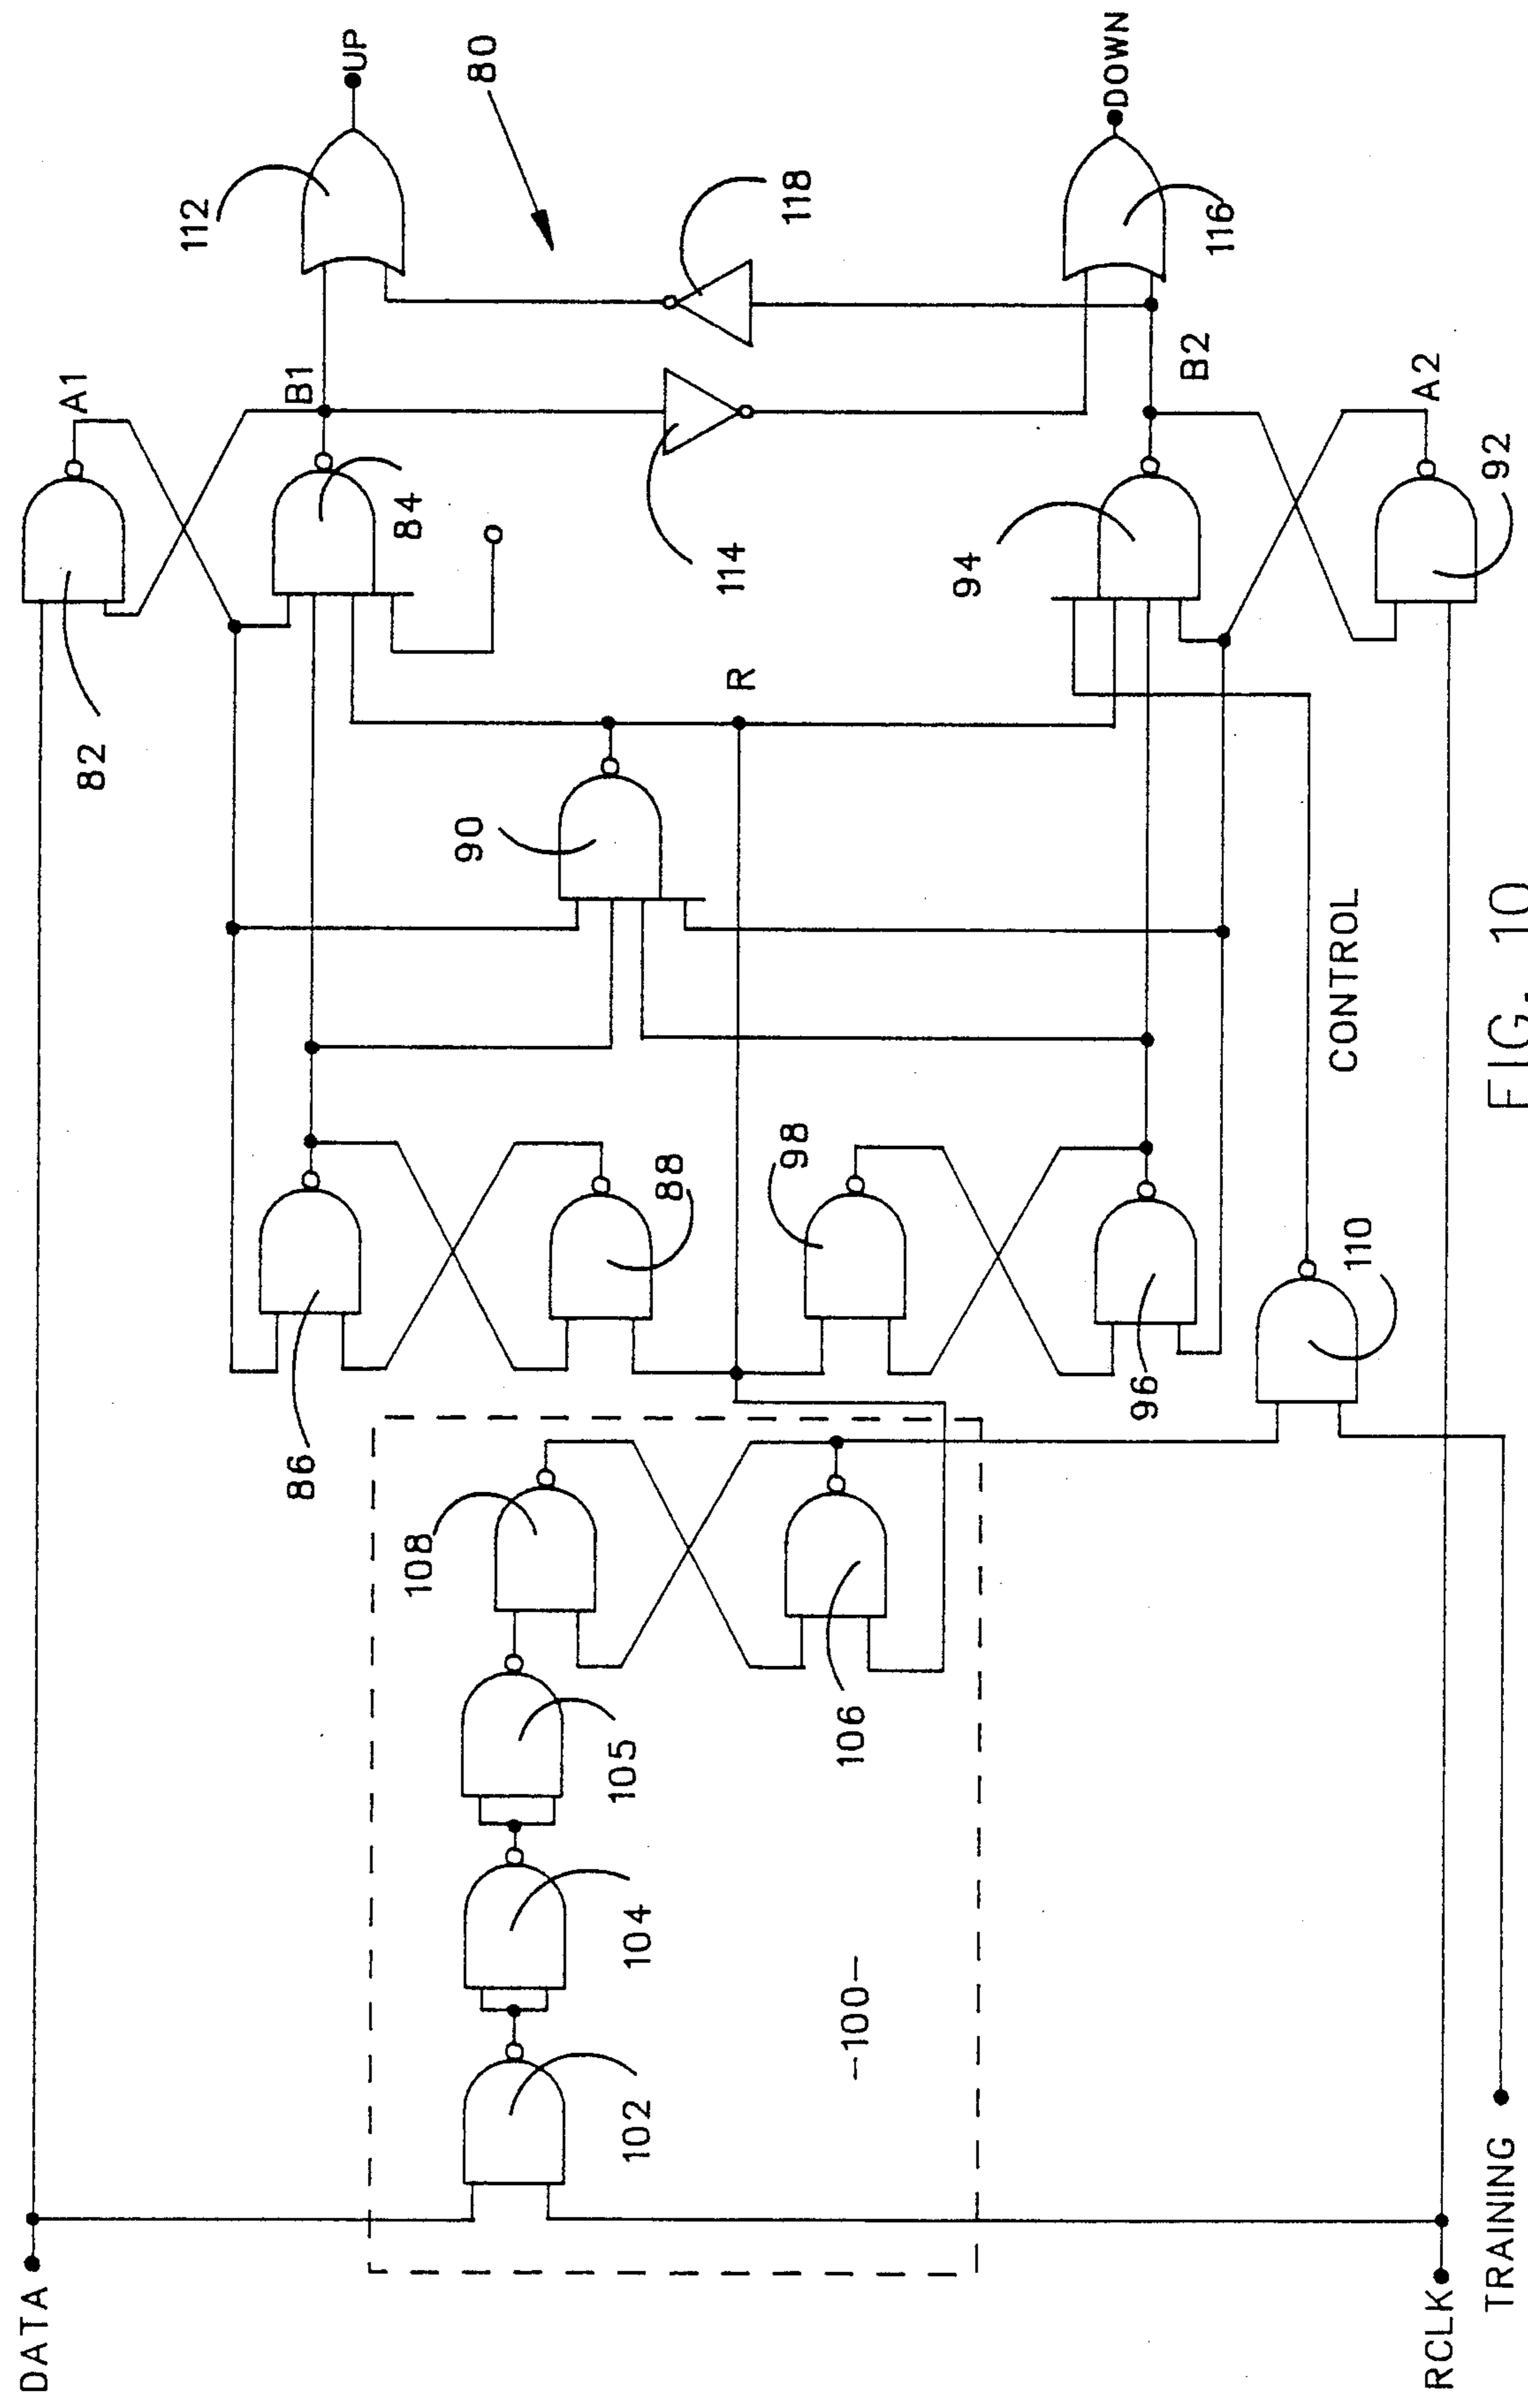 DATA
A1
82
112
UP
B1
84
80
86
90
88
R
114
118
108
105
104
102
106
-100-
98
94
96
DOWN
116
B2
A2
92
110
CONTROL
RCLK
TRAINING
FIG. 10